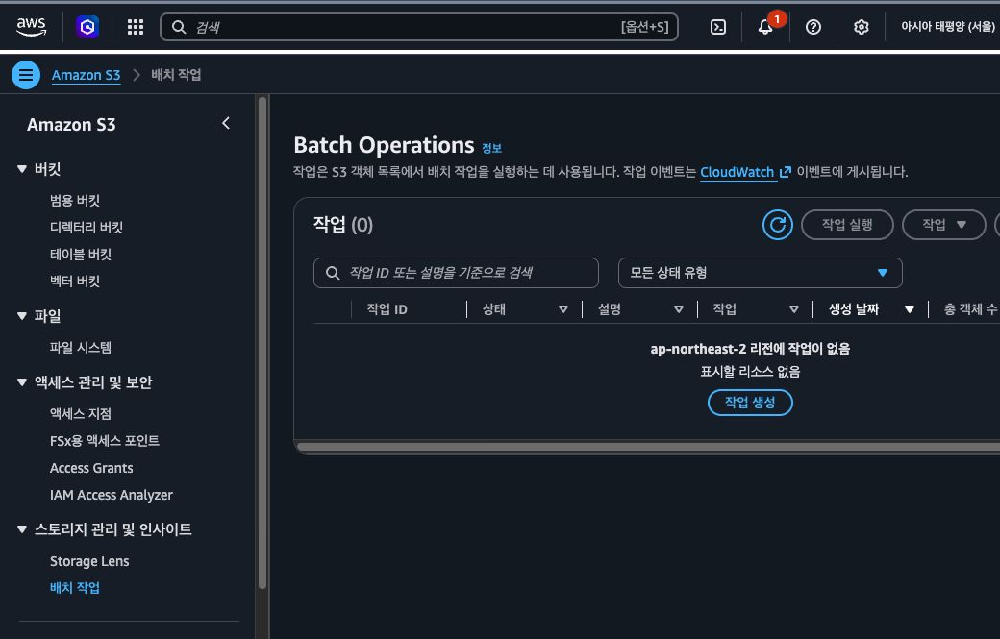 aws
검색
[옵션+S]
1
아시아 태평양 (서울)
Amazon S3
배치 작업
Amazon S3
버킷
범용 버킷
디렉터리 버킷
테이블 버킷
벡터 버킷
파일
파일 시스템
액세스 관리 및 보안
액세스 지점
FSx용 액세스 포인트
Access Grants
IAM Access Analyzer
스토리지 관리 및 인사이트
Storage Lens
배치 작업
Batch Operations 정보
작업은 S3 객체 목록에서 배치 작업을 실행하는 데 사용됩니다. 작업 이벤트는 CloudWatch 이벤트에 게시됩니다.
작업 (0)
작업 실행
작업
작업 ID 또는 설명을 기준으로 검색
모든 상태 유형
작업 ID 상태 설명 작업 생성 날짜 총 객체 수
ap-northeast-2 리전에 작업이 없음
표시할 리소스 없음
작업 생성